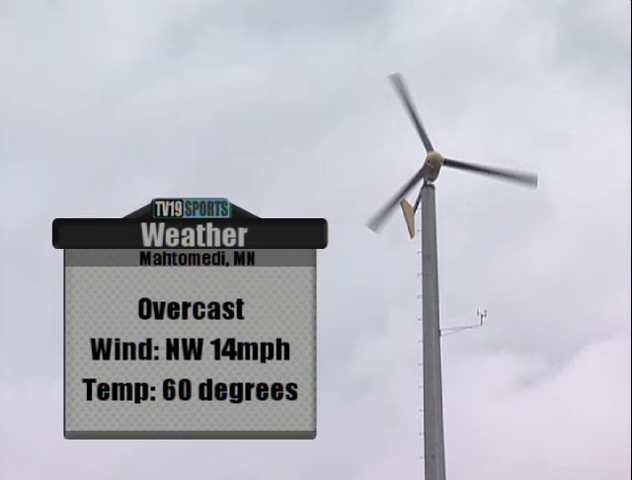 TV19 SPORTS
Weather
Mahtomedi, MN
Overcast
Wind: NW 14mph
Temp: 60 degrees